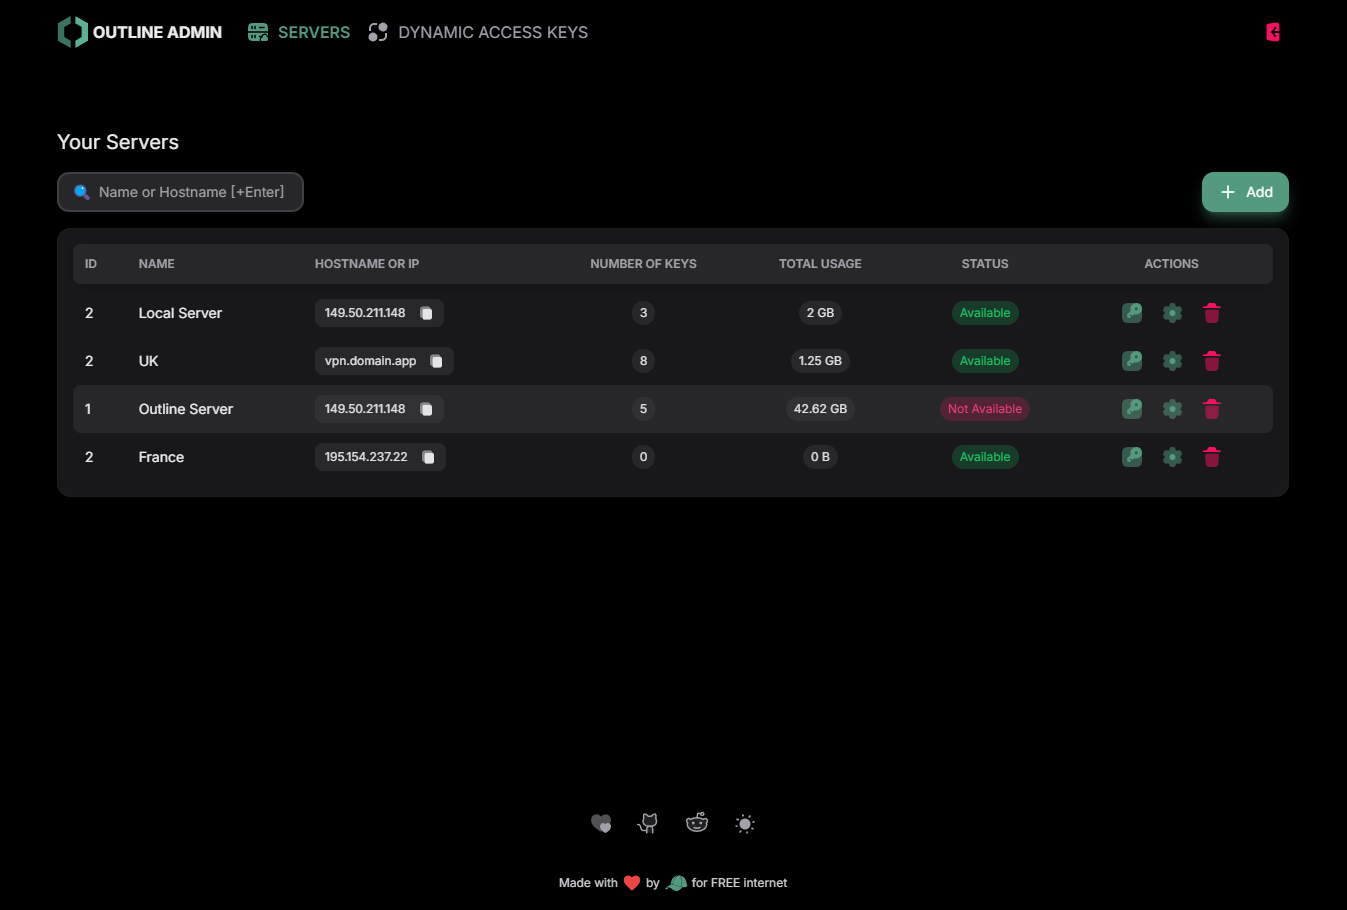 OUTLINE ADMIN SERVERS DYNAMIC ACCESS KEYS
Your Servers
Name or Hostname [+Enter]
Add
ID NAME HOSTNAME OR IP NUMBER OF KEYS TOTAL USAGE STATUS ACTIONS
2 Local Server 149.50.211.148 3 2 GB Available
2 UK vpn.domain.app 8 1.25 GB Available
1 Outline Server 149.50.211.148 5 42.62 GB Not Available
2 France 195.154.237.22 0 0 B Available
Made with by for FREE internet